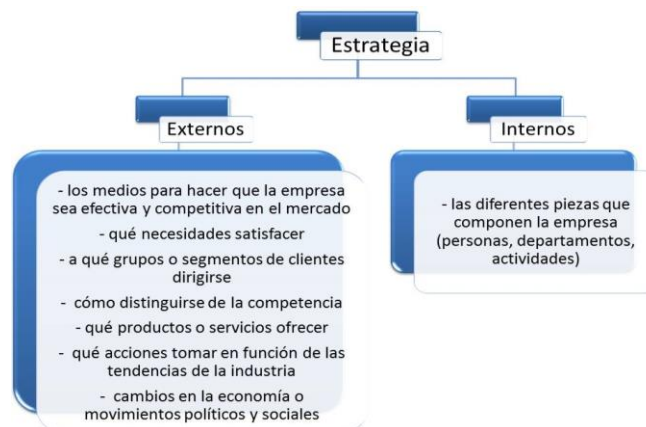 Estrategia
Externos
- los medios para hacer que la empresa
sea efectiva y competitiva en el mercado
- qué necesidades satisfacer
- a qué grupos o segmentos de clientes
dirigirse
- cómo distinguirse de la competencia
- qué productos o servicios ofrecer
- qué acciones tomar en función de las
tendencias de la industria
- cambios en la economía o
movimientos políticos y sociales
Internos
- las diferentes piezas que
componen la empresa
(personas, departamentos,
actividades)